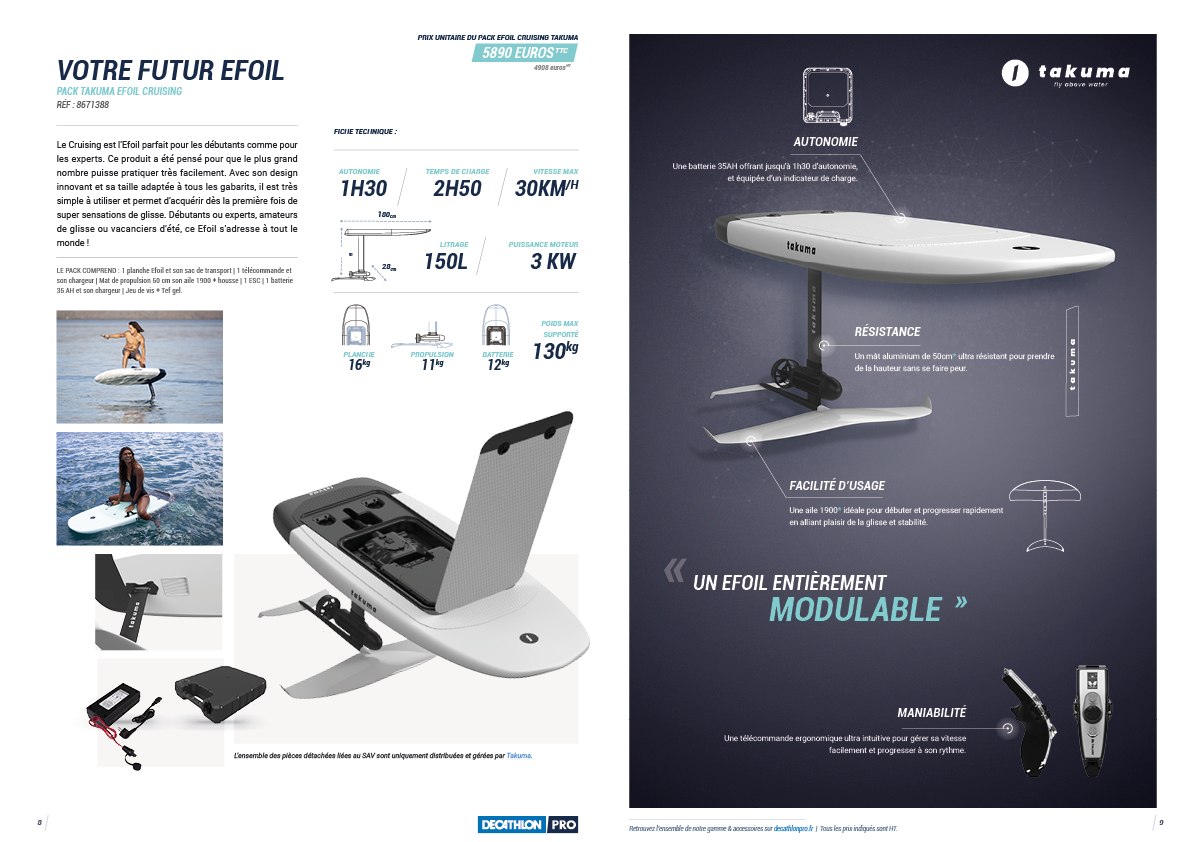 PRIX UNITAIRE DU PACK EFOIL CRUISING TAKUMA
5890 EUROS TTC
4908 euros HT
VOTRE FUTUR EFOIL
PACK TAKUMA EFOIL CRUISING
RÉF : 8671388
Le Cruising est l'Efoil parfait pour les débutants comme pour
les experts. Ce produit a été pensé pour que le plus grand
nombre puisse pratiquer très facilement. Avec son design
innovant et sa taille adaptée à tous les gabarits, il est très
simple à utiliser et permet d'acquérir dès la première fois de
super sensations de glisse. Débutants ou experts, amateurs
de glisse ou vacanciers d'été, ce Efoil s'adresse à tout le
monde !
LE PACK COMPREND : 1 planche Efoil et son sac de transport | 1 télécommande et
son chargeur | Mat de propulsion 50 cm son aile 1900 + housse | 1 ESC | 1 batterie
35 AH et son chargeur | Jeu de vis + Tef gel.
FICHE TECHNIQUE :
AUTONOMIE
1H30
TEMPS DE CHARGE
2H50
VITESSE MAX
30KM/H
180cm
28cm
LITRAGE
150L
PUISSANCE MOTEUR
3 KW
PLANCHE
16kg
PROPULSION
11kg
BATTERIE
12kg
POIDS MAX
SUPPORTÉ
130kg
takuma
takuma
L'ensemble des pièces détachées liées au SAV sont uniquement distribuées et gérées par Takuma.
8
DECATHLON PRO
takuma
fly above water
AUTONOMIE
Une batterie 35AH offrant jusqu'à 1h30 d'autonomie,
et équipée d'un indicateur de charge.
takuma
takuma
RÉSISTANCE
Un mât aluminium de 50cm* ultra résistant pour prendre
de la hauteur sans se faire peur.
takuma
FACILITÉ D'USAGE
Une aile 1900* idéale pour débuter et progresser rapidement
en alliant plaisir de la glisse et stabilité.
« UN EFOIL ENTIÈREMENT
MODULABLE »
MANIABILITÉ
Une télécommande ergonomique ultra intuitive pour gérer sa vitesse
facilement et progresser à son rythme.
Retrouvez l'ensemble de notre gamme & accessoires sur decathlonpro.fr | Tous les prix indiqués sont HT.
9